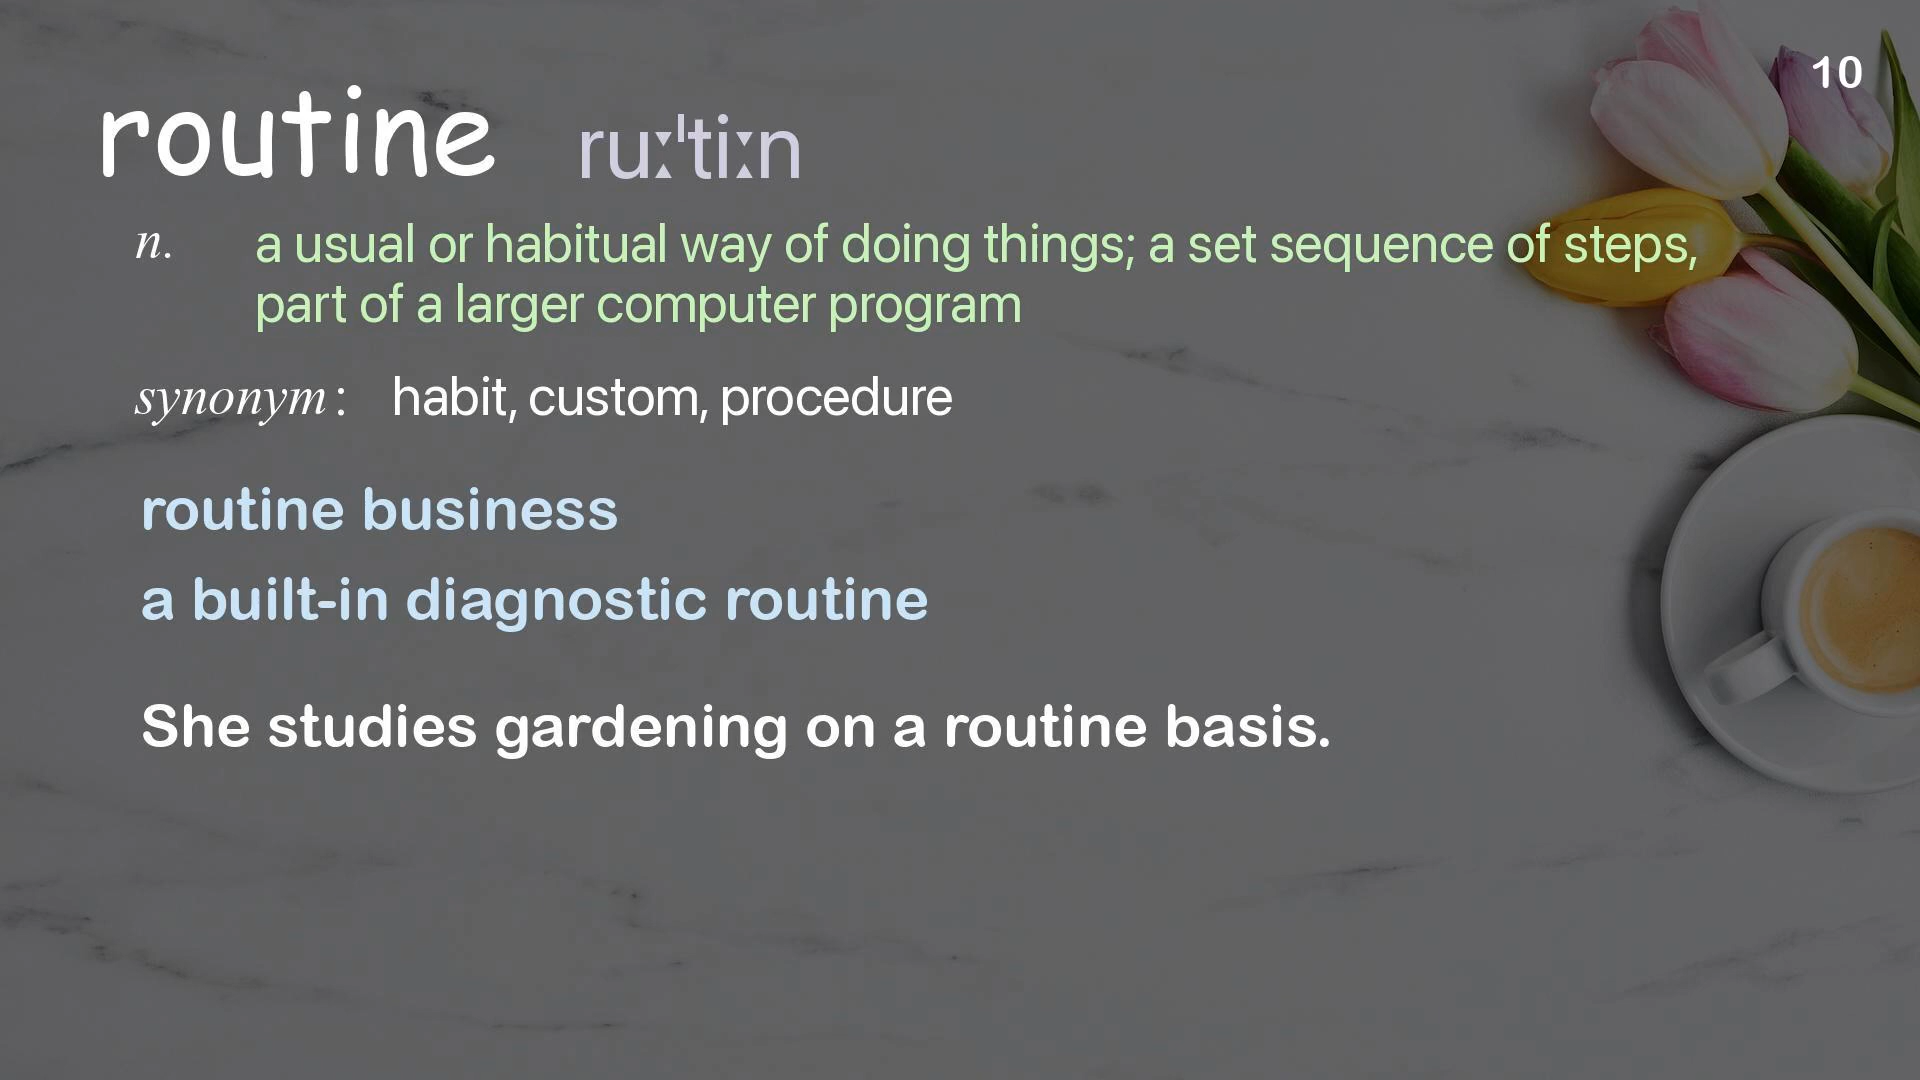 10
routine ruːˈtiːn
n. a usual or habitual way of doing things; a set sequence of steps,
part of a larger computer program
synonym : habit, custom, procedure
routine business
a built-in diagnostic routine
She studies gardening on a routine basis.